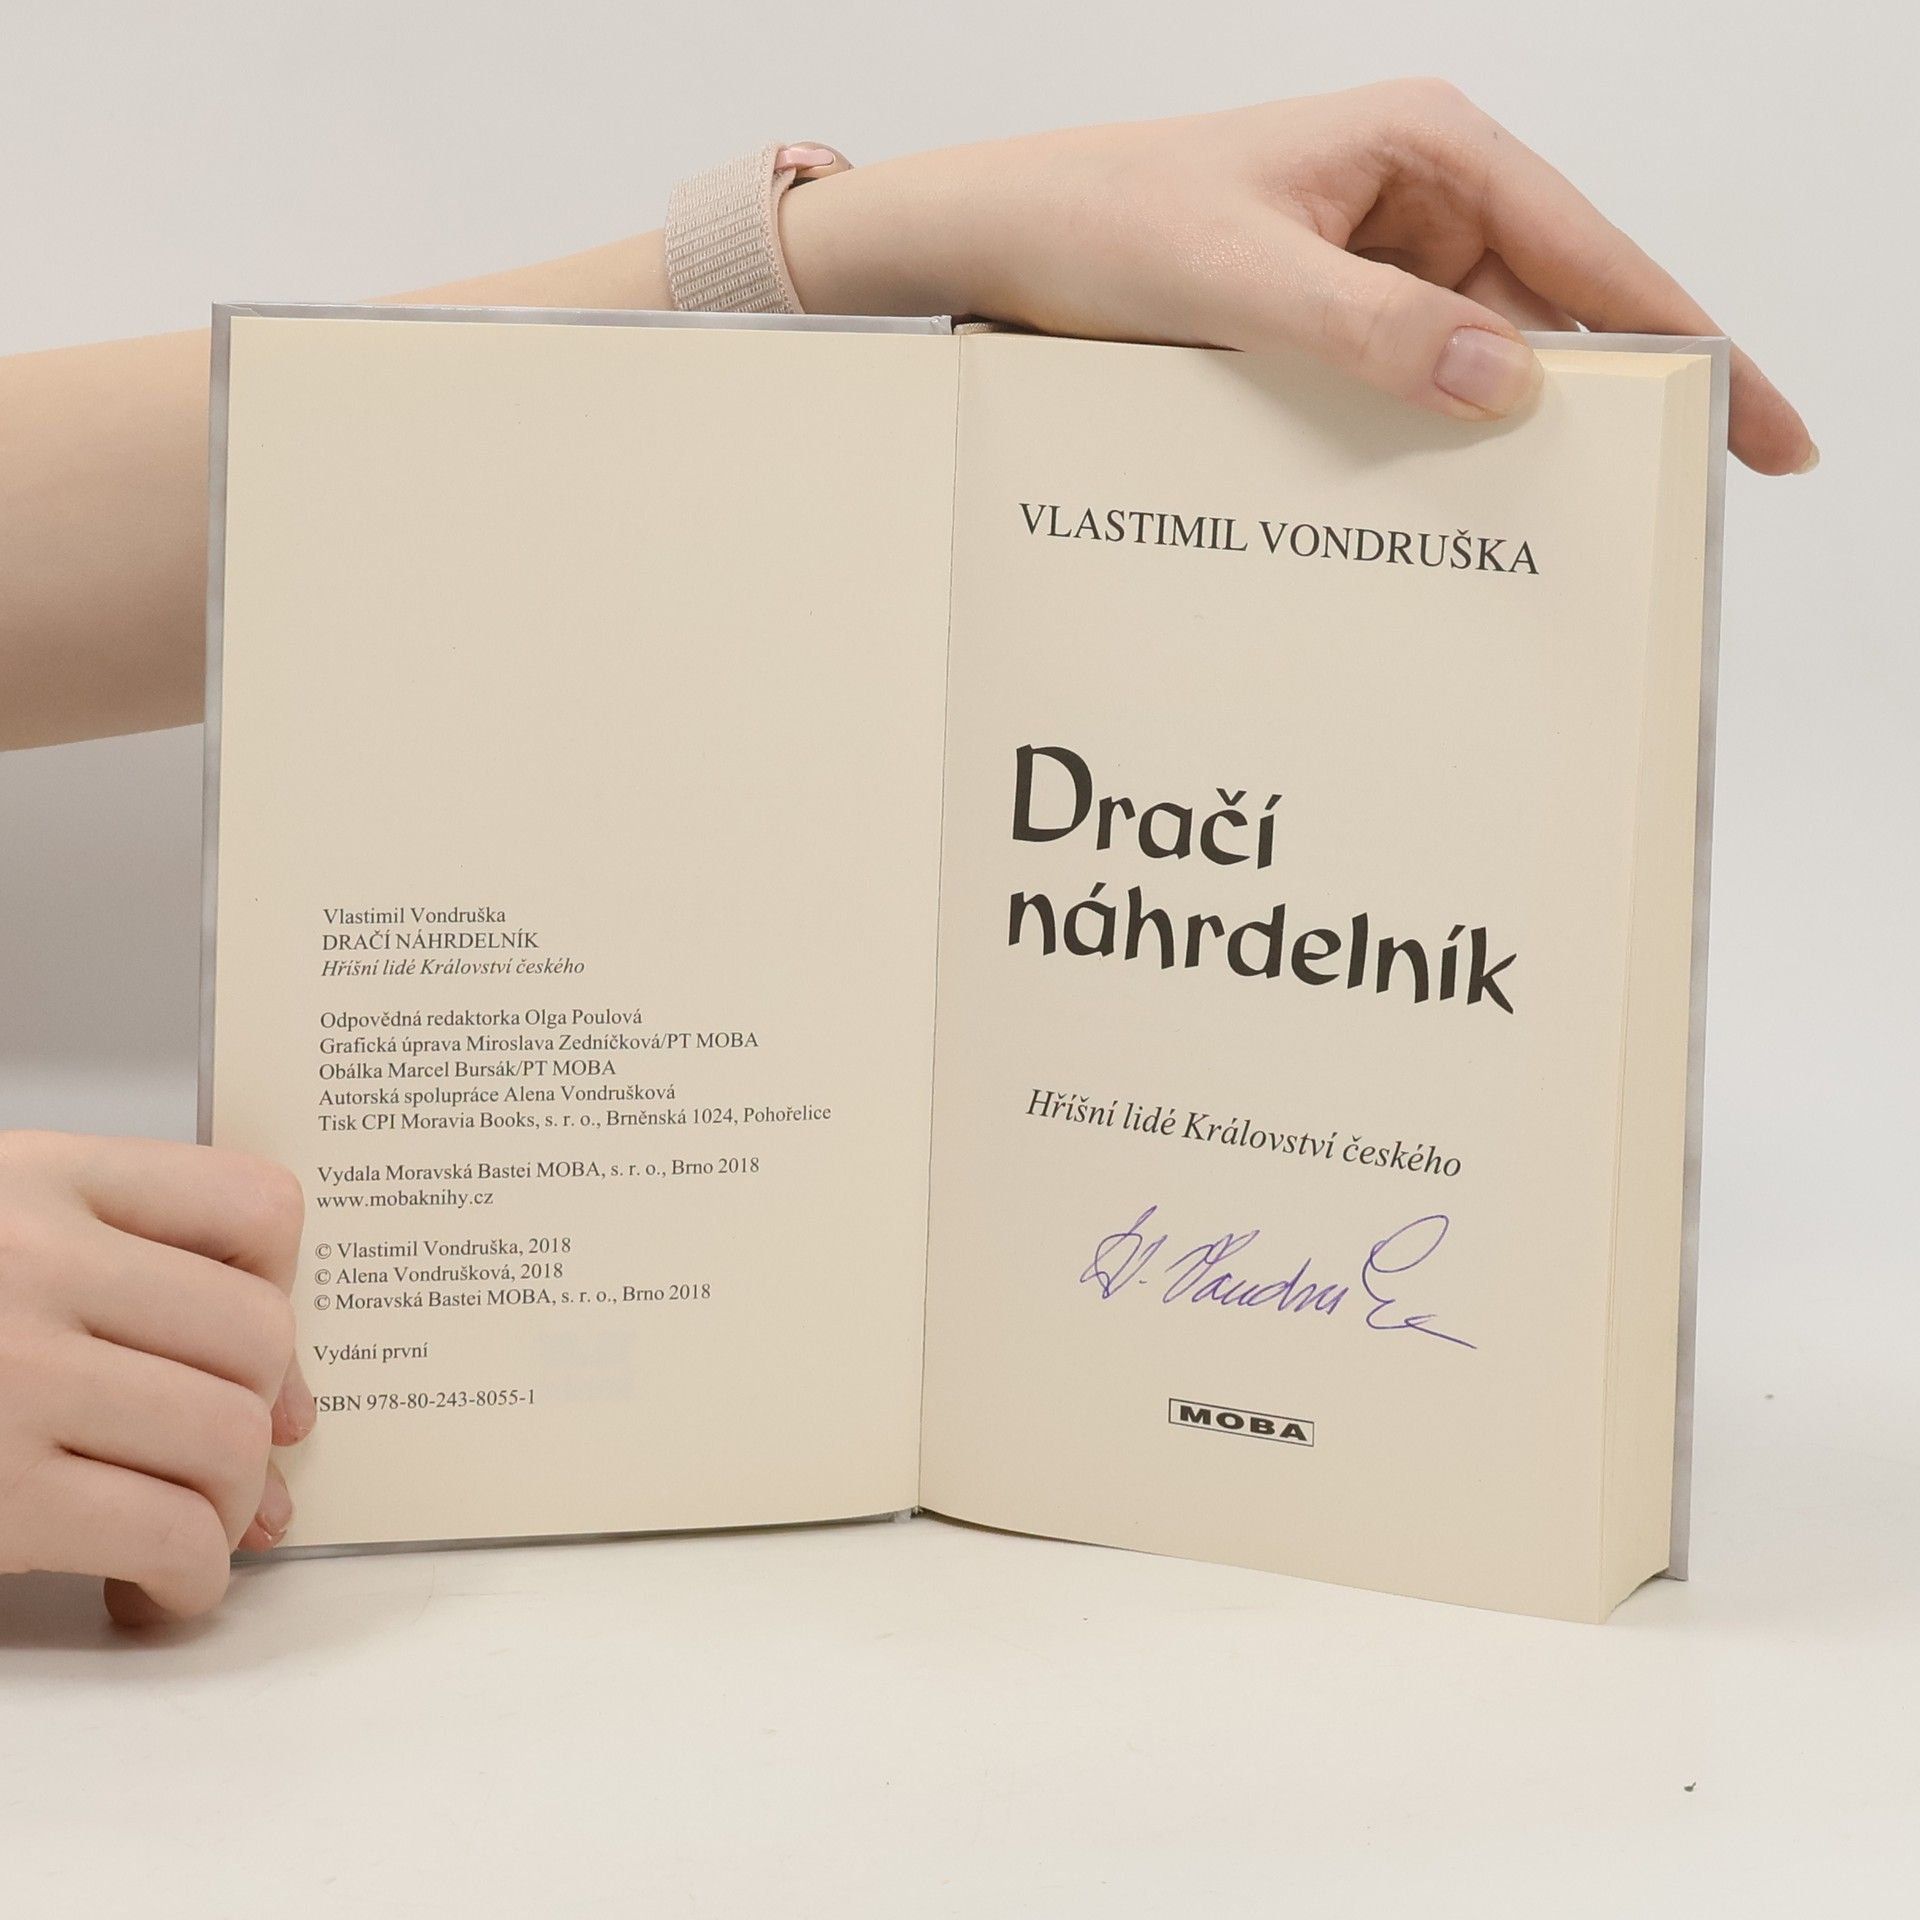 Vlastimil Vondruška
DRAČÍ NÁHRDELNÍK
Hříšní lidé Království českého
Odpovědná redaktorka Olga Poulová
Grafická úprava Miroslava Zedníčková/PT MOBA
Obálka Marcel Bursák/PT MOBA
Autorská spolupráce Alena Vondrušková
Tisk CPI Moravia Books, s. r. o., Brněnská 1024, Pohořelice
Vydala Moravská Bastei MOBA, s. r. o., Brno 2018
www.mobaknihy.cz
© Vlastimil Vondruška, 2018
© Alena Vondrušková, 2018
© Moravská Bastei MOBA, s. r. o., Brno 2018
Vydání první
ISBN 978-80-243-8055-1
VLASTIMIL VONDRUŠKA
Dračí
náhrdelník
Hříšní lidé Království českého
V. Vondruška
MOBA